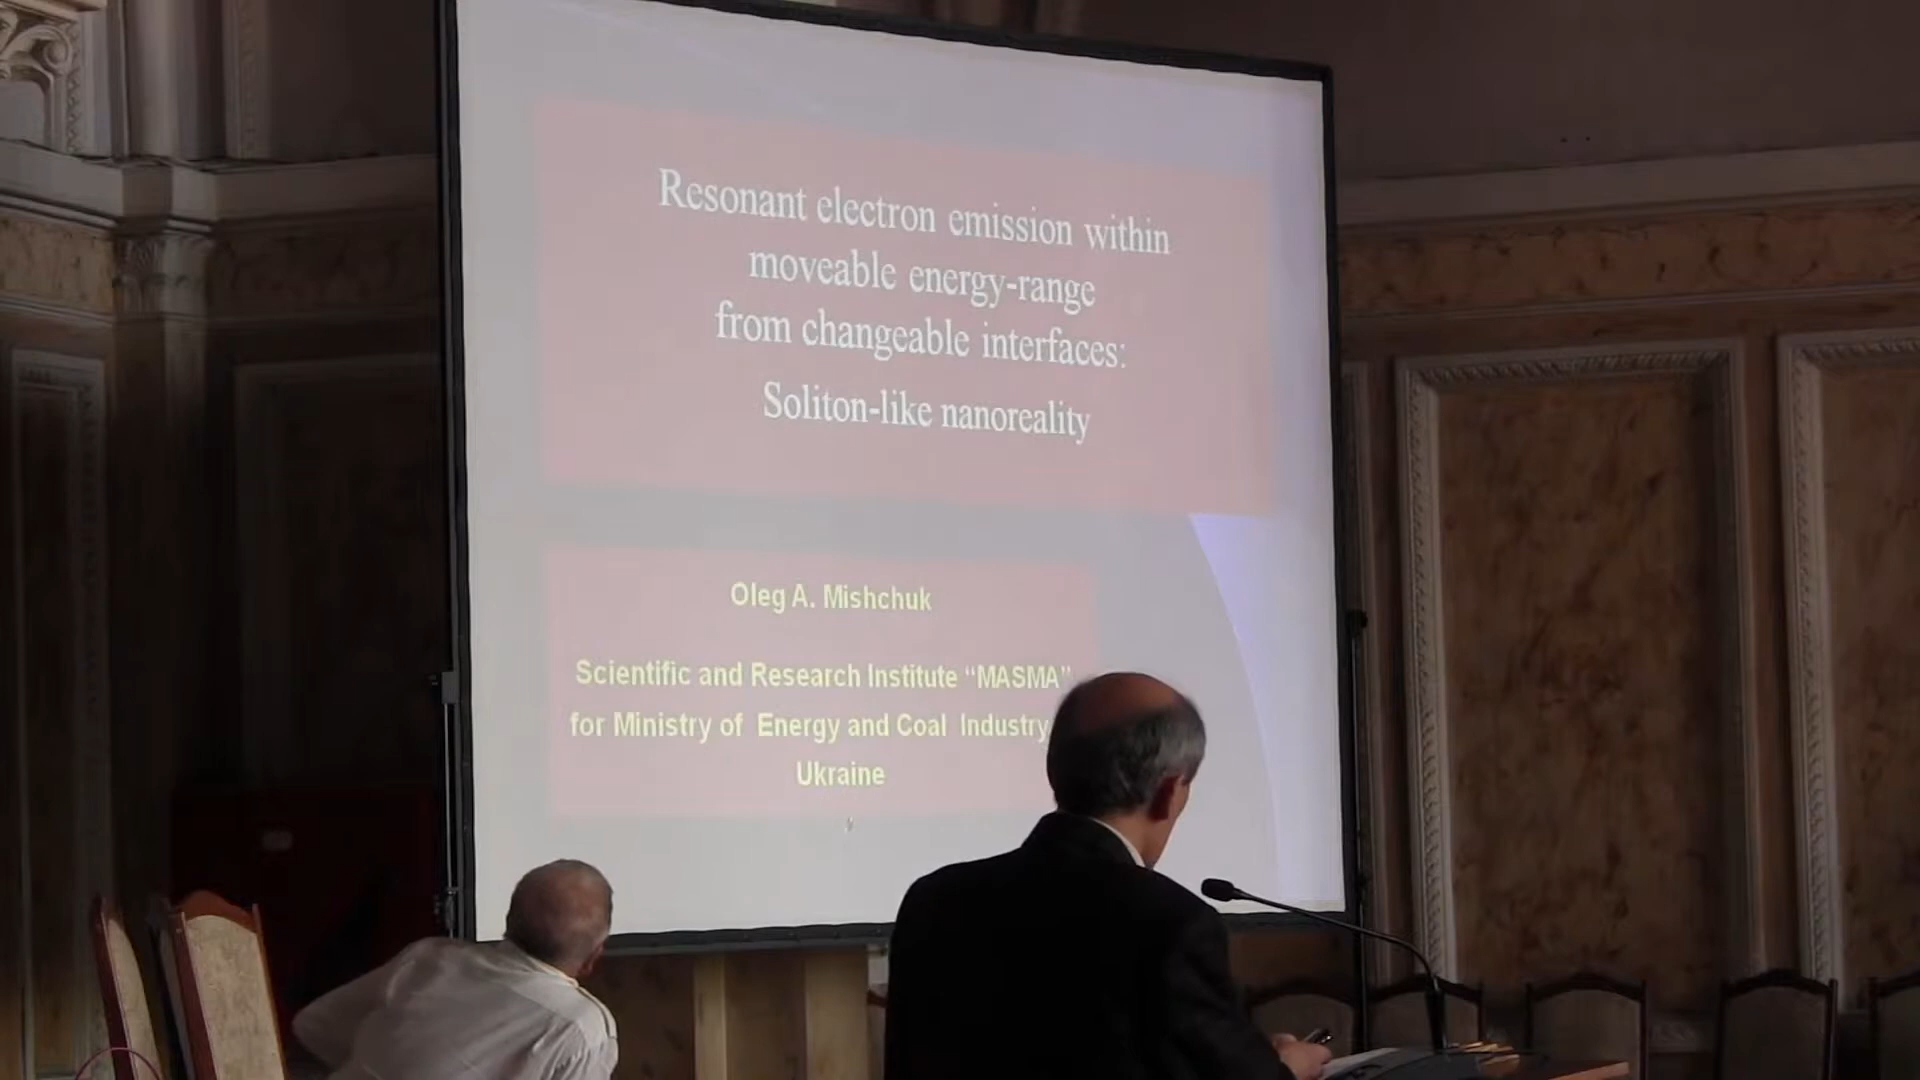 Resonant electron emission within
moveable energy-range
from changeable interfaces:
Soliton-like nanoreality
Oleg A. Mishchuk
Scientific and Research Institute “MASMA”
for Ministry of Energy and Coal Industry
Ukraine